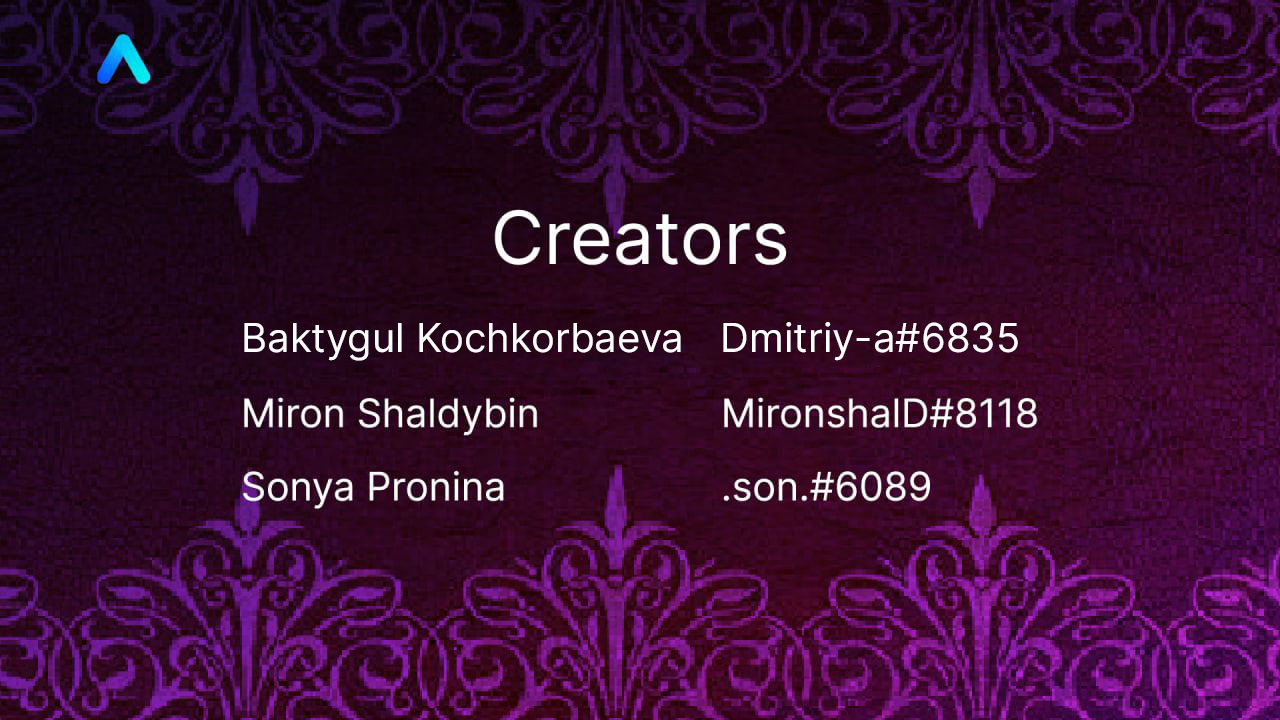 Creators
Baktygul Kochkorbaeva Dmitriy-a#6835
Miron Shaldybin MironshalD#8118
Sonya Pronina .son.#6089